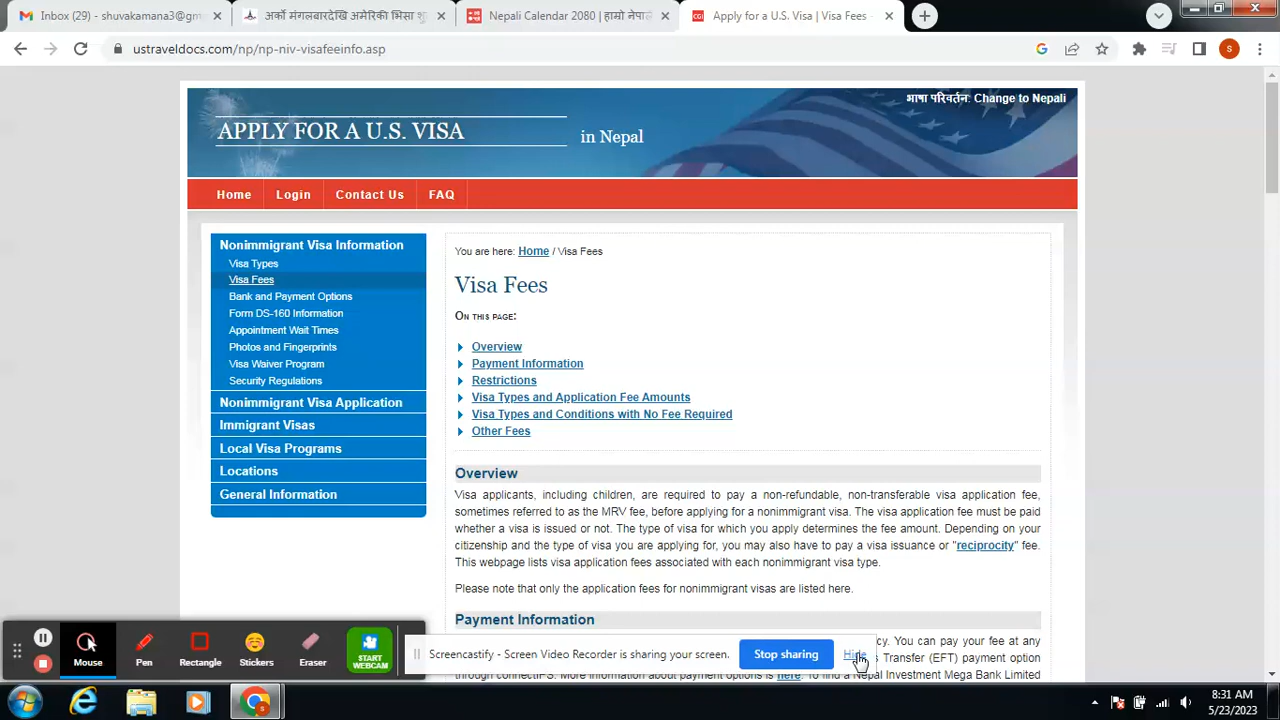 Inbox (29) - shuvakamana3@gm
अर्को मंगलबारदेखि अमेरिकी भिसा शु
Nepali Calendar 2080 | हाम्रो नेपाल
Apply for a U.S. Visa | Visa Fees -
ustraveldocs.com/np/np-niv-visafeeinfo.asp
S
भाषा परिवर्तन: Change to Nepali
APPLY FOR A U.S. VISA
in Nepal
Home
Login
Contact Us
FAQ
Nonimmigrant Visa Information
Visa Types
Visa Fees
Bank and Payment Options
Form DS-160 Information
Appointment Wait Times
Photos and Fingerprints
Visa Waiver Program
Security Regulations
Nonimmigrant Visa Application
Immigrant Visas
Local Visa Programs
Locations
General Information
You are here: Home / Visa Fees
Visa Fees
On this page:
Overview
Payment Information
Restrictions
Visa Types and Application Fee Amounts
Visa Types and Conditions with No Fee Required
Other Fees
Overview
Visa applicants, including children, are required to pay a non-refundable, non-transferable visa application fee,
sometimes referred to as the MRV fee, before applying for a nonimmigrant visa. The visa application fee must be paid
whether a visa is issued or not. The type of visa for which you apply determines the fee amount. Depending on your
citizenship and the type of visa you are applying for, you may also have to pay a visa issuance or "reciprocity" fee.
This webpage lists visa application fees associated with each nonimmigrant visa type.
Please note that only the application fees for nonimmigrant visas are listed here.
Payment Information
cy. You can pay your fee at any
Transfer (EFT) payment option
through connectIPS. More information about payment options is here. To find a Nepal Investment Mega Bank Limited
Mouse
Pen
Rectangle
Stickers
Eraser
START
WEBCAM
Screencastify - Screen Video Recorder is sharing your screen.
Stop sharing
Hide
8:31 AM
5/23/2023